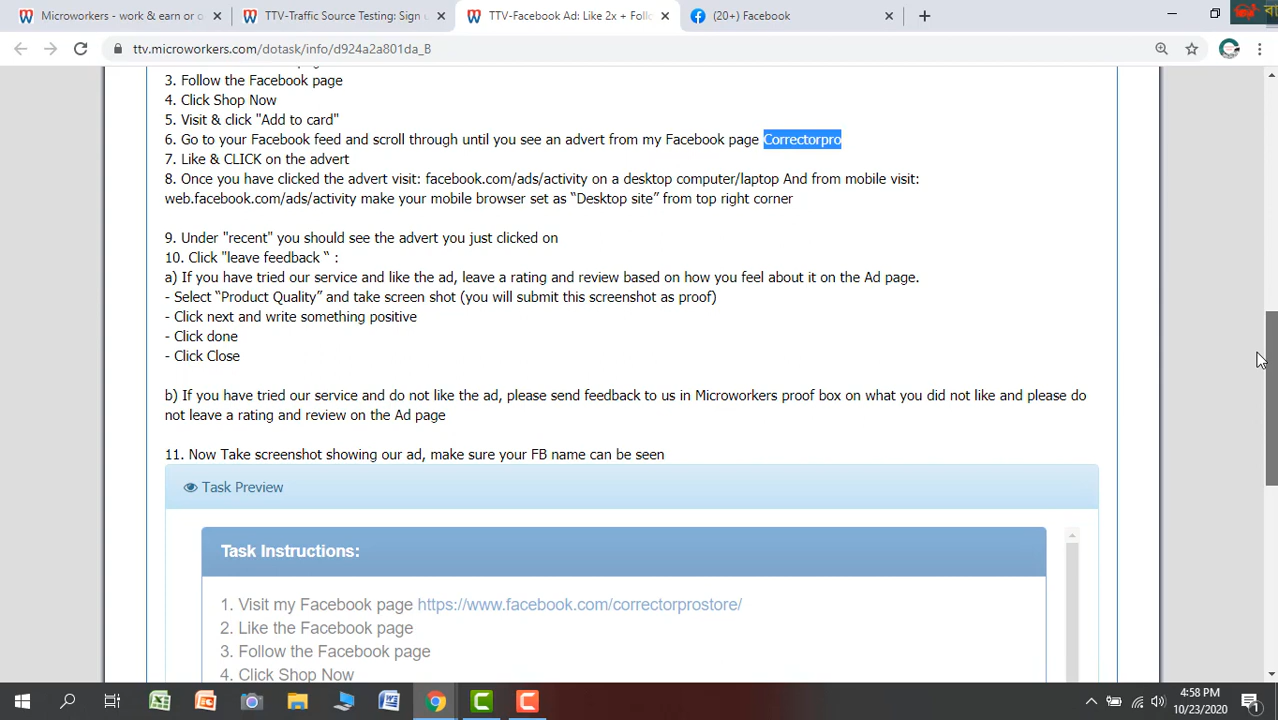 Microworkers - work & earn or o
TTV-Traffic Source Testing: Sign u
TTV-Facebook Ad: Like 2x + Follo
(20+) Facebook
ttv.microworkers.com/dotask/info/d924a2a801da_B
3. Follow the Facebook page
4. Click Shop Now
5. Visit & click "Add to card"
6. Go to your Facebook feed and scroll through until you see an advert from my Facebook page Correctorpro
7. Like & CLICK on the advert
8. Once you have clicked the advert visit: facebook.com/ads/activity on a desktop computer/laptop And from mobile visit:
web.facebook.com/ads/activity make your mobile browser set as “Desktop site” from top right corner
9. Under "recent" you should see the advert you just clicked on
10. Click "leave feedback “ :
a) If you have tried our service and like the ad, leave a rating and review based on how you feel about it on the Ad page.
- Select “Product Quality” and take screen shot (you will submit this screenshot as proof)
- Click next and write something positive
- Click done
- Click Close
b) If you have tried our service and do not like the ad, please send feedback to us in Microworkers proof box on what you did not like and please do
not leave a rating and review on the Ad page
11. Now Take screenshot showing our ad, make sure your FB name can be seen
Task Preview
Task Instructions:
1. Visit my Facebook page https://www.facebook.com/correctorprostore/
2. Like the Facebook page
3. Follow the Facebook page
4. Click Shop Now
4:58 PM
10/23/2020